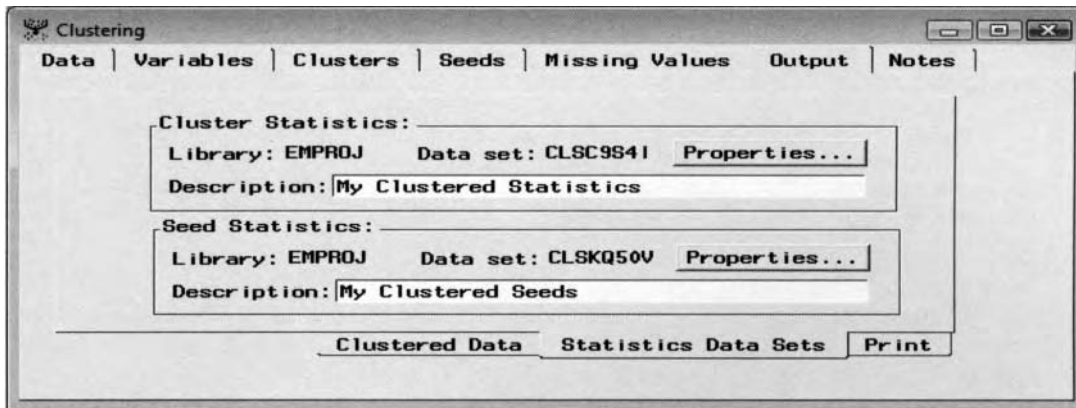 Clustering
Data Variables Clusters Seeds Missing Values Output Notes
Cluster Statistics:
Library: EMPROJ Data set: CLSC9S4I Properties...
Description: My Clustered Statistics
Seed Statistics:
Library: EMPROJ Data set: CLSKQ50V Properties...
Description: My Clustered Seeds
Clustered Data Statistics Data Sets Print